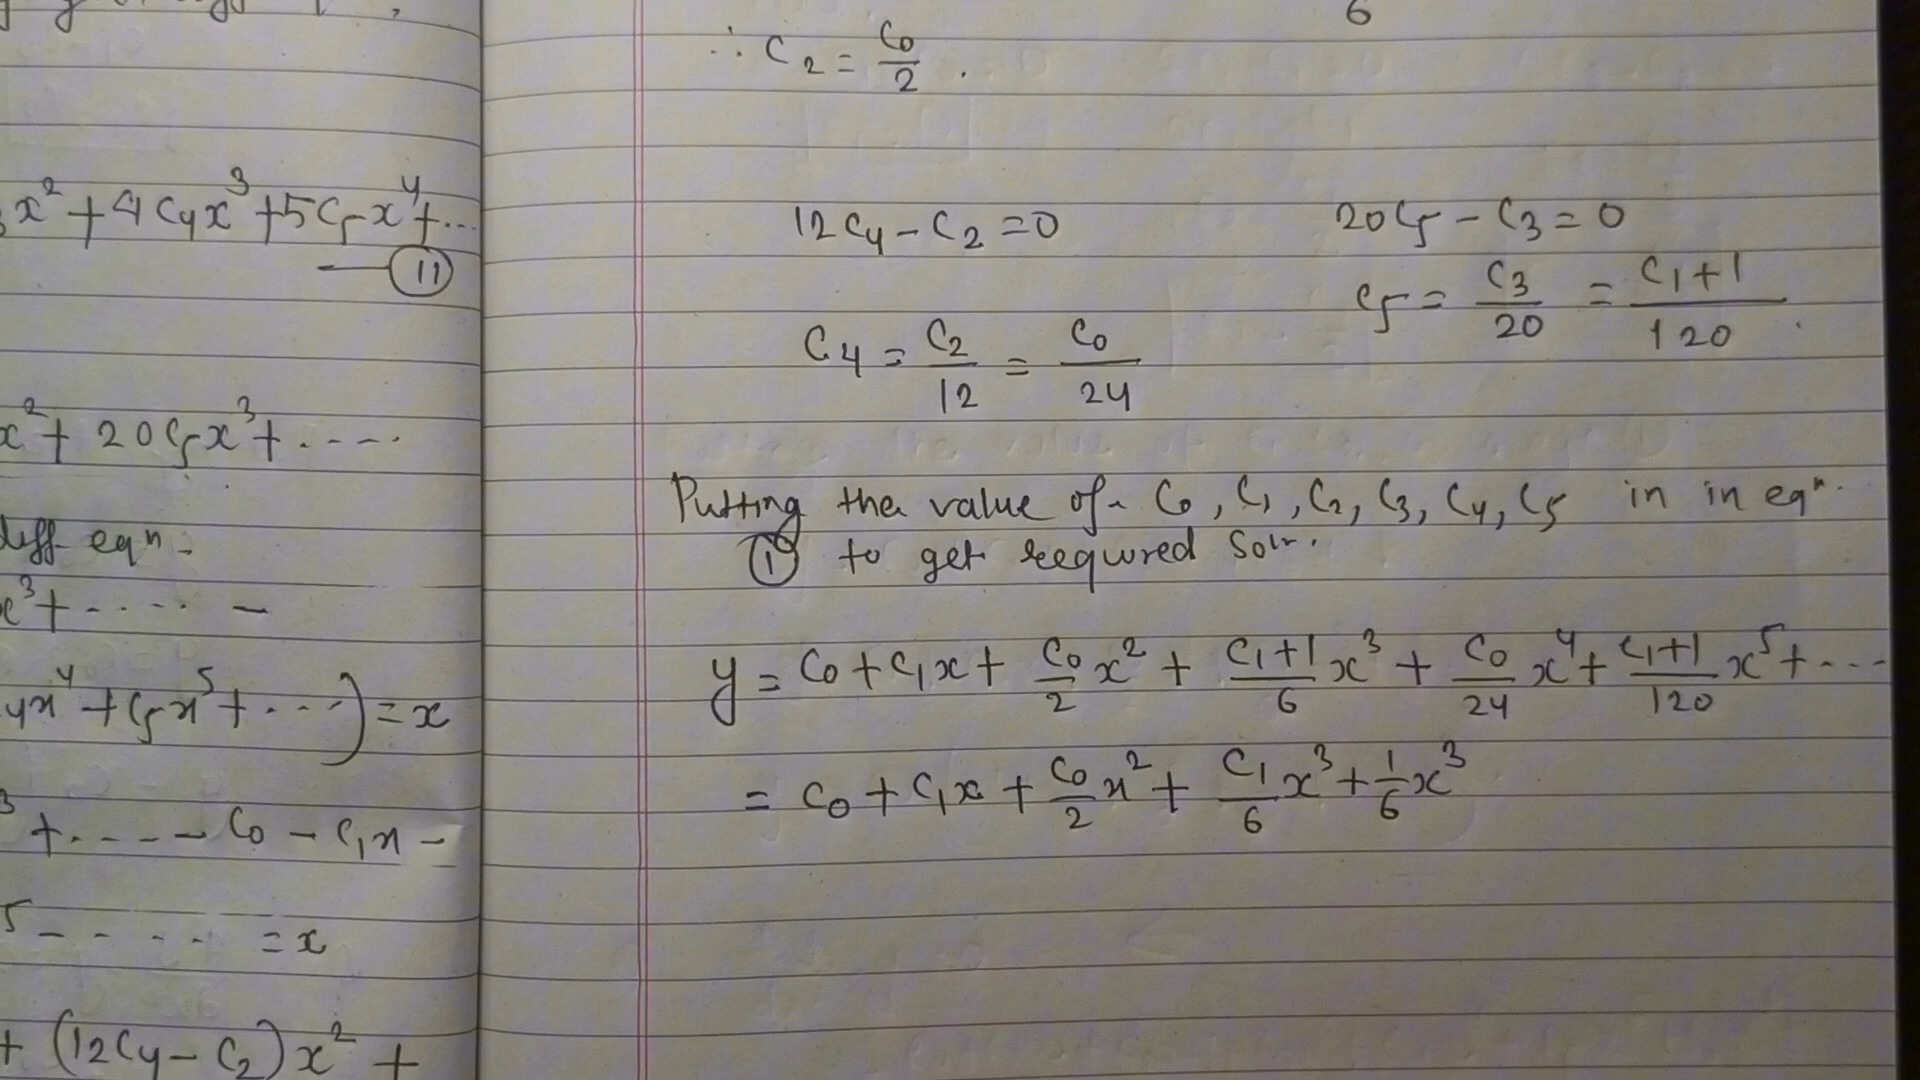 x² + 4C₄x³ + 5C₅x⁴ + ...
— (11)
x² + 20C₅x³ + ....
diff eqⁿ.
x³ + ..... –
4x⁴ + C₅x⁵ + ...) = x
³ + .... – C₀ – C₁x –
⁵ – - - - - = x
+ (12C₄ – C₂)x² +
6
∴ C₂ = C₀/2 .
12C₄ – C₂ = 0
20C₅ – C₃ = 0
C₅ = C₃/20 = C₁+1/120 .
C₄ = C₂/12 = C₀/24
Putting the value of C₀, C₁, C₂, C₃, C₄, C₅ in in eqⁿ.
(1) to get required Solⁿ.
y = C₀ + C₁x + C₀/2 x² + C₁+1/6 x³ + C₀/24 x⁴ + C₁+1/120 x⁵ + ...
= C₀ + C₁x + C₀/2 x² + C₁/6 x³ + 1/6 x³